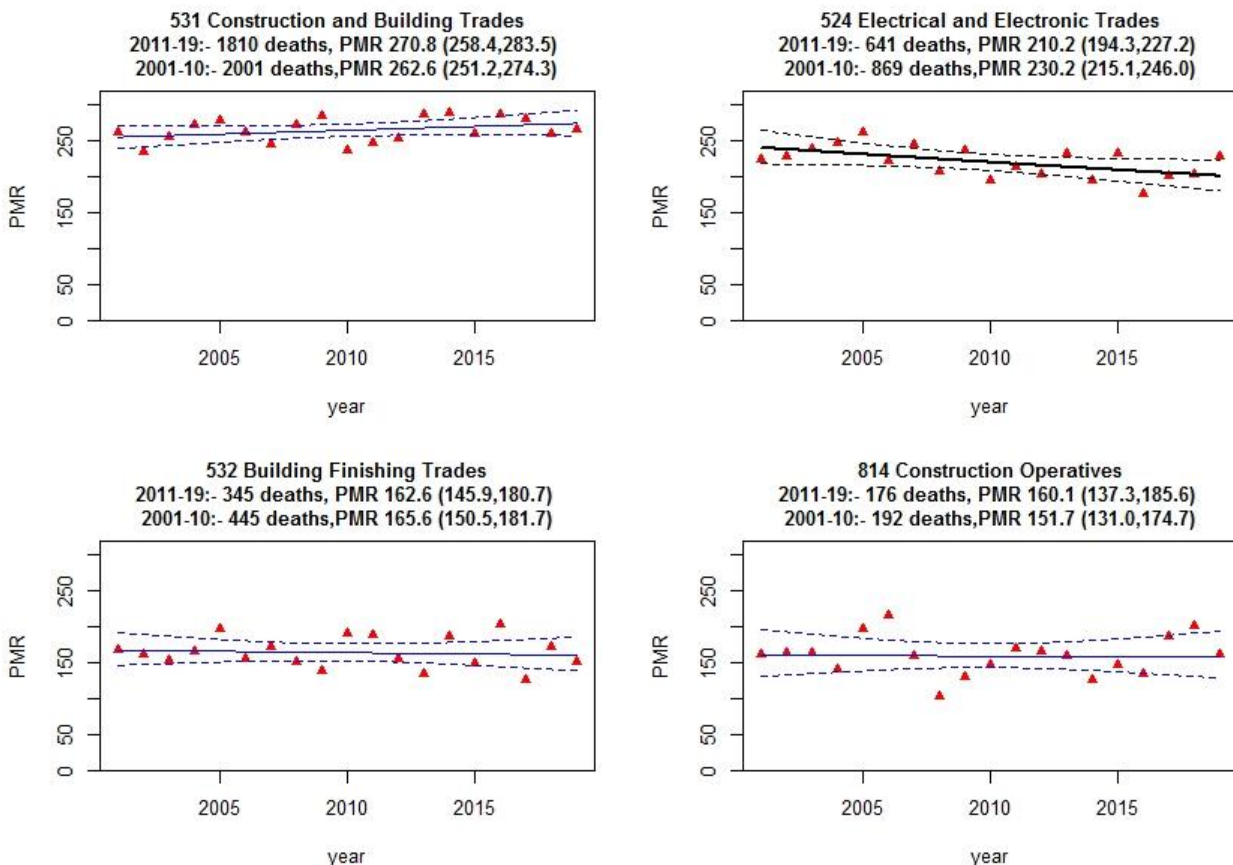 531 Construction and Building Trades
2011-19:- 1810 deaths, PMR 270.8 (258.4,283.5)
2001-10:- 2001 deaths,PMR 262.6 (251.2,274.3)
PMR
250
150
50
0
2005 2010 2015
year
524 Electrical and Electronic Trades
2011-19:- 641 deaths, PMR 210.2 (194.3,227.2)
2001-10:- 869 deaths,PMR 230.2 (215.1,246.0)
PMR
250
150
50
0
2005 2010 2015
year
532 Building Finishing Trades
2011-19:- 345 deaths, PMR 162.6 (145.9,180.7)
2001-10:- 445 deaths,PMR 165.6 (150.5,181.7)
PMR
250
150
50
0
2005 2010 2015
year
814 Construction Operatives
2011-19:- 176 deaths, PMR 160.1 (137.3,185.6)
2001-10:- 192 deaths,PMR 151.7 (131.0,174.7)
PMR
250
150
50
0
2005 2010 2015
year